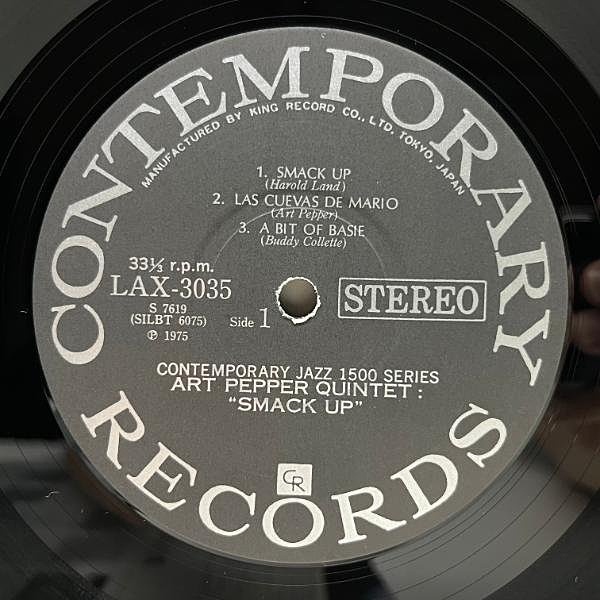 CONTEMPORARY
MANUFACTURED BY KING RECORD CO., LTD, TOKYO, JAPAN
1. SMACK UP
(Harold Land)
2. LAS CUEVAS DE MARIO
(Art Pepper)
3. A BIT OF BASIE
(Buddy Collette)
33⅓ r.p.m.
LAX-3035
STEREO
S 7619
(SILBT 6075)
Side 1
Ⓟ 1975
CONTEMPORARY JAZZ 1500 SERIES
ART PEPPER QUINTET :
“SMACK UP”
CR
RECORDS